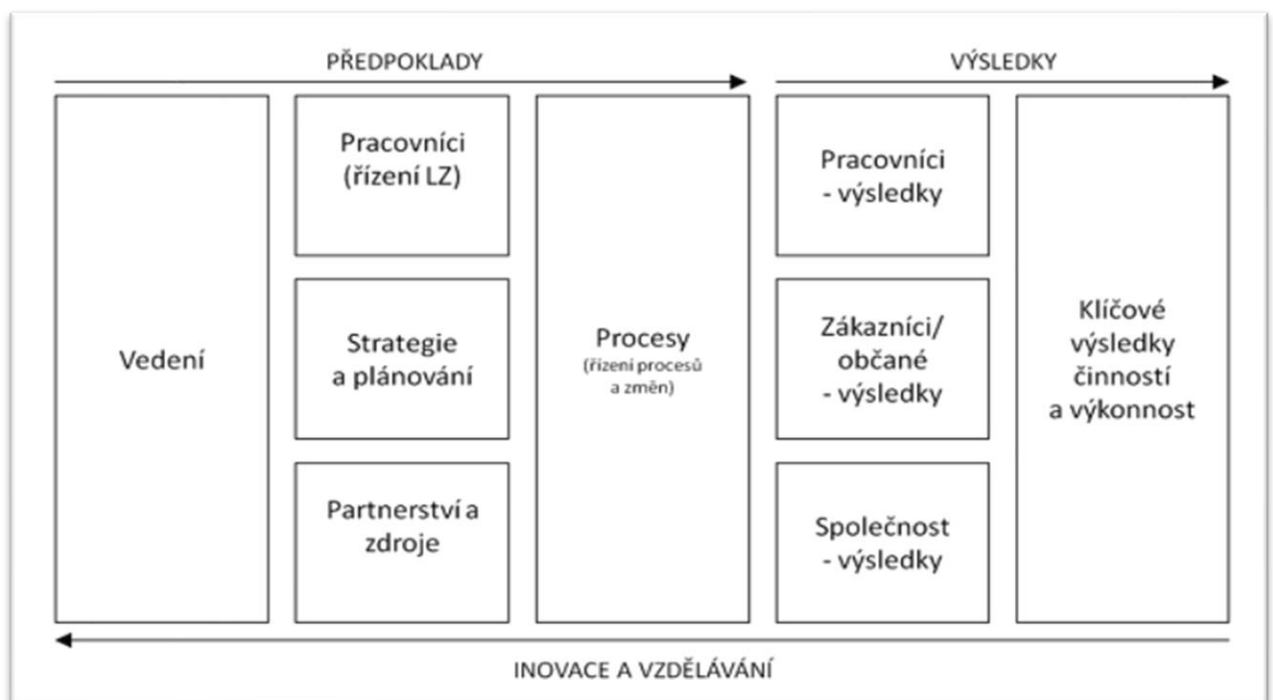 PŘEDPOKLADY
VÝSLEDKY
Vedení
Pracovníci
(řízení LZ)
Strategie
a plánování
Partnerství a
zdroje
Procesy
(řízení procesů
a změn)
Pracovníci
- výsledky
Zákazníci/
občané
- výsledky
Společnost
- výsledky
Klíčové
výsledky
činností
a výkonnost
INOVACE A VZDĚLÁVÁNÍ